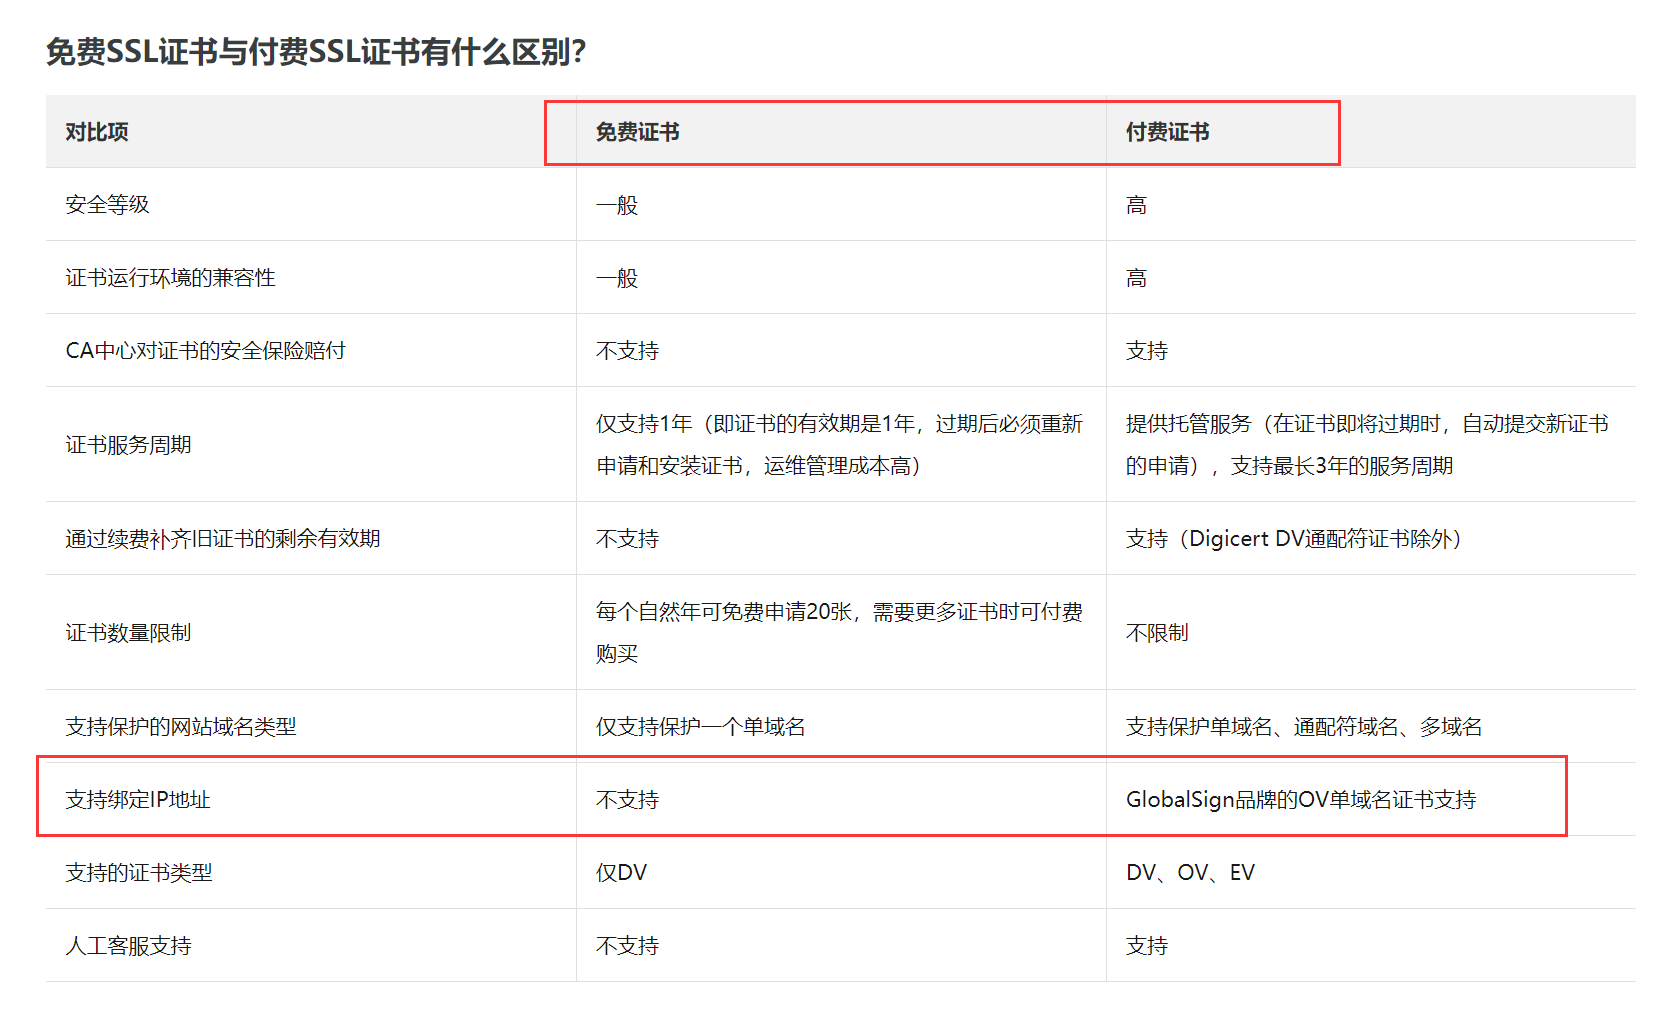 免费SSL证书与付费SSL证书有什么区别?
对比项 免费证书 付费证书
安全等级 一般 高
证书运行环境的兼容性 一般 高
CA中心对证书的安全保险赔付 不支持 支持
证书服务周期
仅支持1年（即证书的有效期是1年，过期后必须重新
申请和安装证书，运维管理成本高）
提供托管服务（在证书即将过期时，自动提交新证书
的申请），支持最长3年的服务周期
通过续费补齐旧证书的剩余有效期 不支持 支持（Digicert DV通配符证书除外）
证书数量限制
每个自然年可免费申请20张，需要更多证书时可付费
购买
不限制
支持保护的网站域名类型 仅支持保护一个单域名 支持保护单域名、通配符域名、多域名
支持绑定IP地址 不支持 GlobalSign品牌的OV单域名证书支持
支持的证书类型 仅DV DV、OV、EV
人工客服支持 不支持 支持